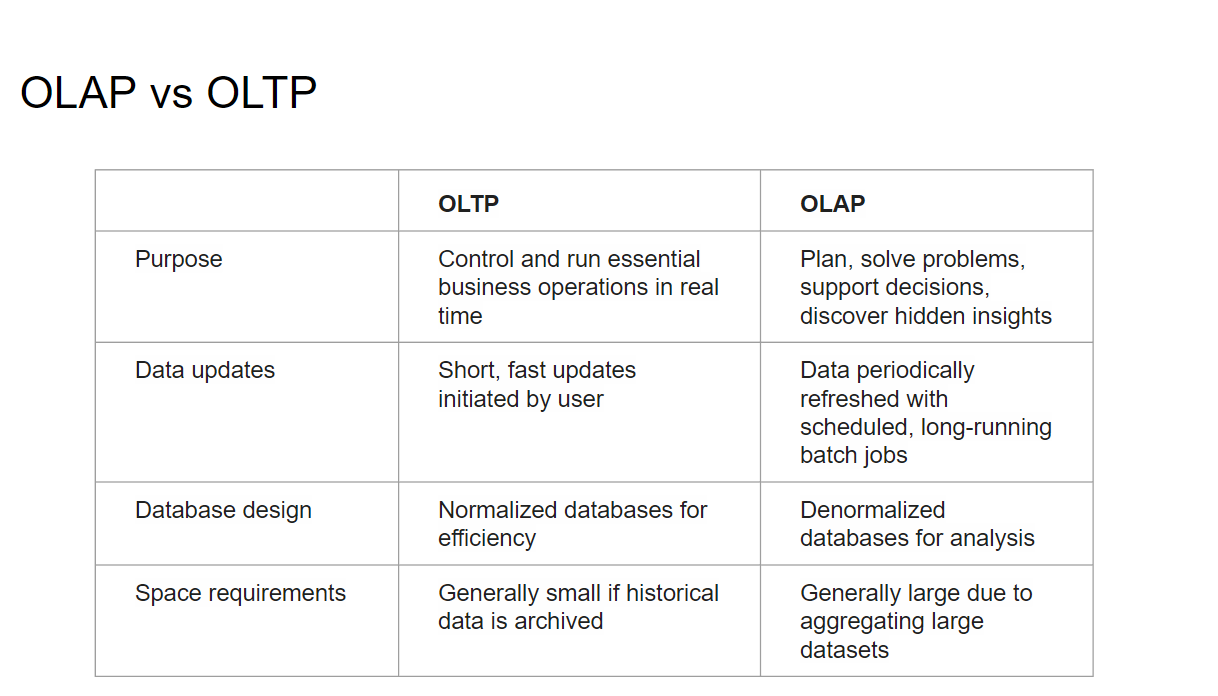 OLAP vs OLTP
OLTP
OLAP
Purpose
Control and run essential
business operations in real
time
Plan, solve problems,
support decisions,
discover hidden insights
Data updates
Short, fast updates
initiated by user
Data periodically
refreshed with
scheduled, long-running
batch jobs
Database design
Normalized databases for
efficiency
Denormalized
databases for analysis
Space requirements
Generally small if historical
data is archived
Generally large due to
aggregating large
datasets